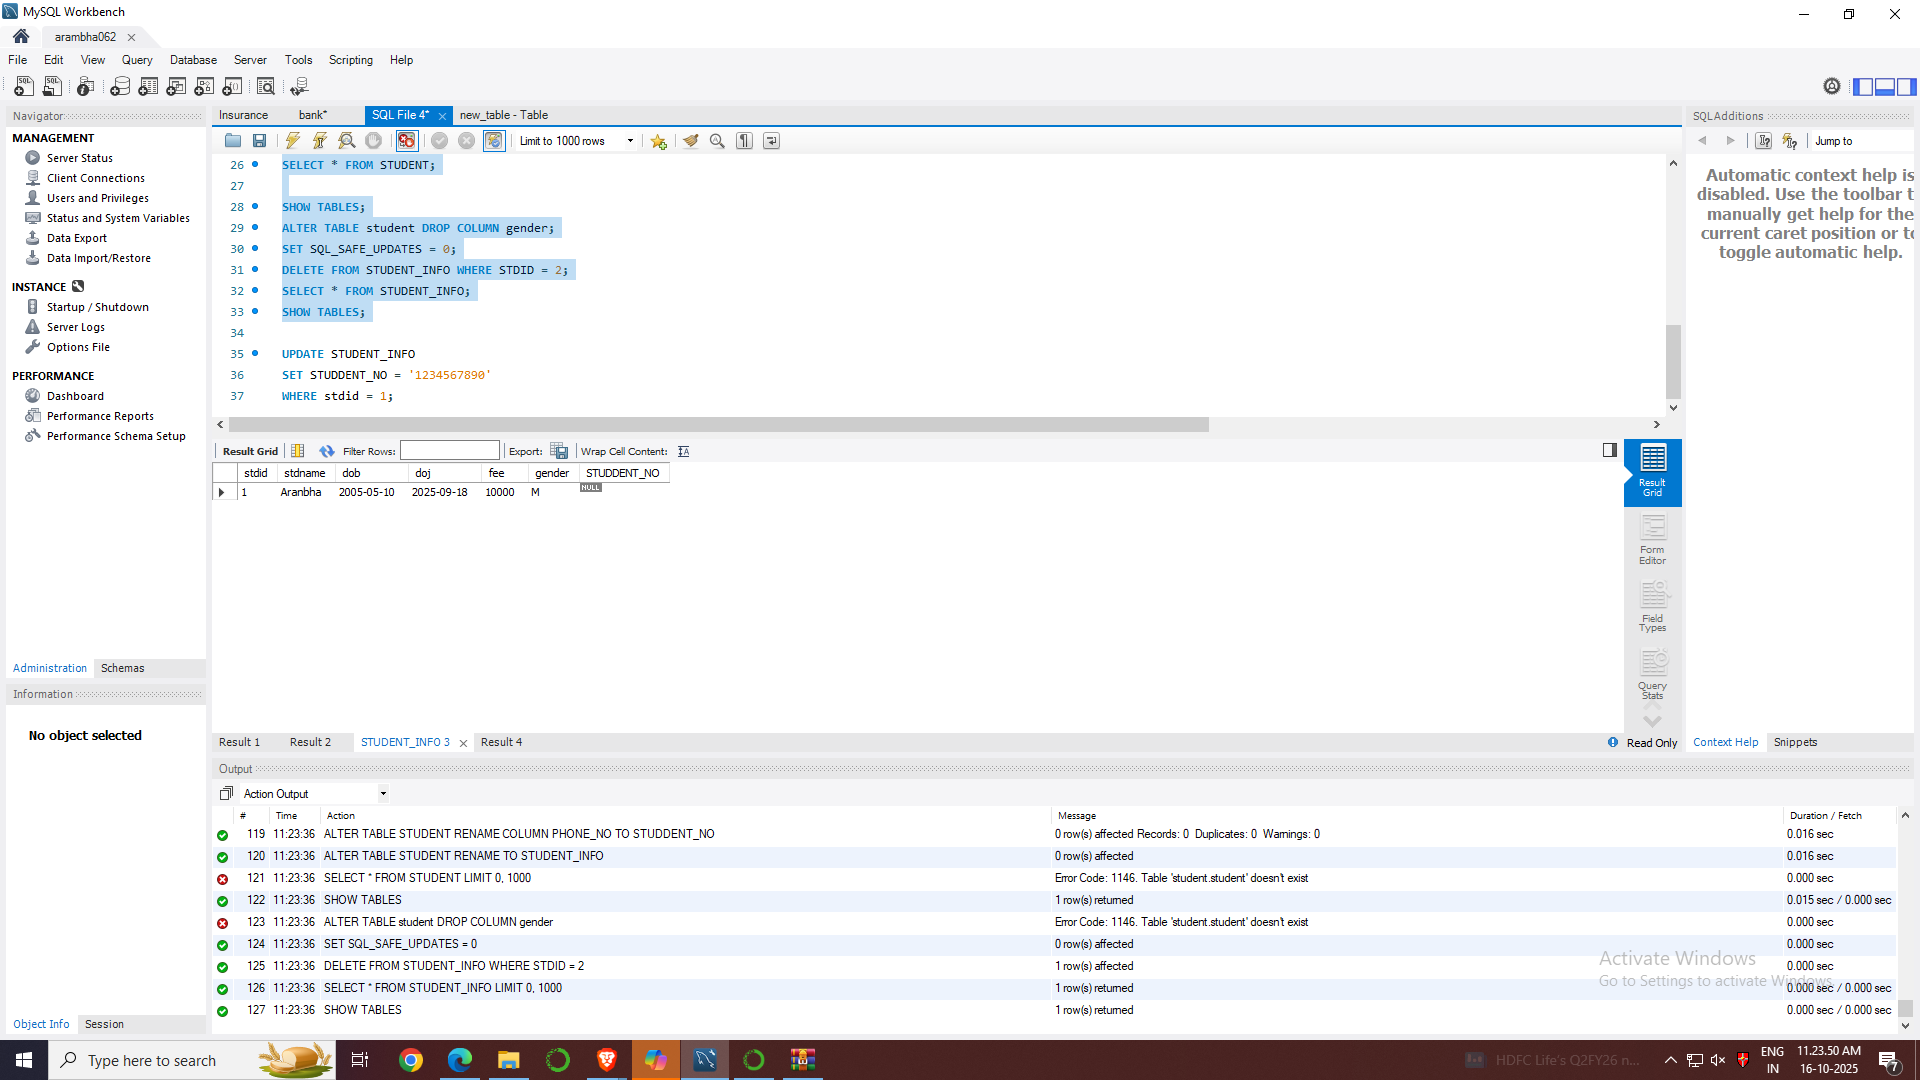 MySQL Workbench
arambha062
File Edit View Query Database Server Tools Scripting Help
Navigator
MANAGEMENT
Server Status
Client Connections
Users and Privileges
Status and System Variables
Data Export
Data Import/Restore
INSTANCE
Startup / Shutdown
Server Logs
Options File
PERFORMANCE
Dashboard
Performance Reports
Performance Schema Setup
Administration Schemas
Information
No object selected
Object Info Session
Insurance bank* SQL File 4* new_table - Table
Limit to 1000 rows
26 SELECT * FROM STUDENT;
27
28 SHOW TABLES;
29 ALTER TABLE student DROP COLUMN gender;
30 SET SQL_SAFE_UPDATES = 0;
31 DELETE FROM STUDENT_INFO WHERE STDID = 2;
32 SELECT * FROM STUDENT_INFO;
33 SHOW TABLES;
34
35 UPDATE STUDENT_INFO
36 SET STUDDENT_NO = '1234567890'
37 WHERE stdid = 1;
Result Grid Filter Rows: Export: Wrap Cell Content:
stdid stdname dob doj fee gender STUDDENT_NO
1 Aranbha 2005-05-10 2025-09-18 10000 M NULL
Result Grid
Form Editor
Field Types
Query Stats
Result 1 Result 2 STUDENT_INFO 3 Result 4
Read Only
SQLAdditions
Jump to
Automatic context help is
disabled. Use the toolbar t
manually get help for the
current caret position or to
toggle automatic help.
Context Help Snippets
Output
Action Output
# Time Action Message Duration / Fetch
119 11:23:36 ALTER TABLE STUDENT RENAME COLUMN PHONE_NO TO STUDDENT_NO 0 row(s) affected Records: 0 Duplicates: 0 Warnings: 0 0.016 sec
120 11:23:36 ALTER TABLE STUDENT RENAME TO STUDENT_INFO 0 row(s) affected 0.016 sec
121 11:23:36 SELECT * FROM STUDENT LIMIT 0, 1000 Error Code: 1146. Table 'student.student' doesn't exist 0.000 sec
122 11:23:36 SHOW TABLES 1 row(s) returned 0.015 sec / 0.000 sec
123 11:23:36 ALTER TABLE student DROP COLUMN gender Error Code: 1146. Table 'student.student' doesn't exist 0.000 sec
124 11:23:36 SET SQL_SAFE_UPDATES = 0 0 row(s) affected 0.000 sec
125 11:23:36 DELETE FROM STUDENT_INFO WHERE STDID = 2 1 row(s) affected 0.000 sec
126 11:23:36 SELECT * FROM STUDENT_INFO LIMIT 0, 1000 1 row(s) returned 0.000 sec / 0.000 sec
127 11:23:36 SHOW TABLES 1 row(s) returned 0.000 sec / 0.000 sec
Activate Windows
Go to Settings to activate Windows.
Type here to search
HDFC Life's Q2FY26 n...
ENG
IN
11.23.50 AM
16-10-2025
7